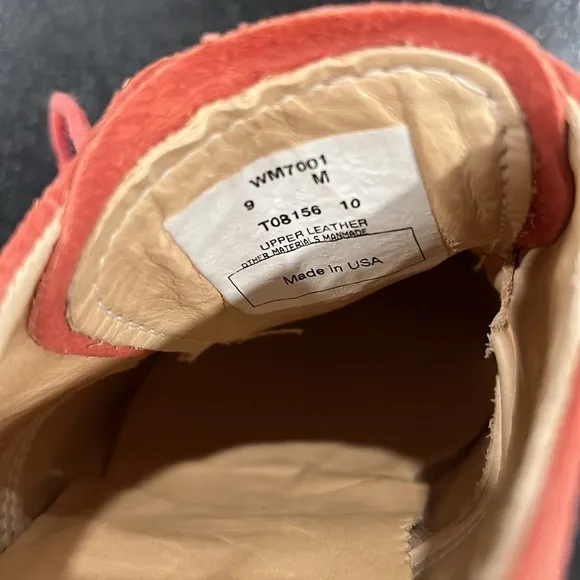 WM7001
9 M
T08156 10
UPPER LEATHER
OTHER MATERIALS MANMADE
Made In USA